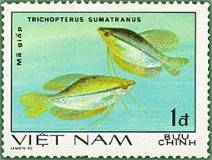 TRICHOPTERUS SUMATRANUS
Mã giáp
1đ
VIỆT NAM
BƯU
CHÍNH